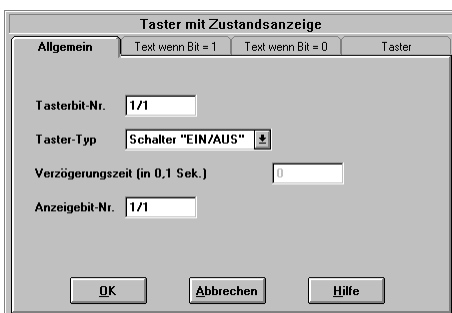 Taster mit Zustandsanzeige
Allgemein Text wenn Bit = 1 Text wenn Bit = 0 Taster
Tasterbit-Nr. 1/1
Taster-Typ Schalter "EIN/AUS"
Verzögerungszeit (in 0,1 Sek.) 0
Anzeigebit-Nr. 1/1
OK Abbrechen Hilfe